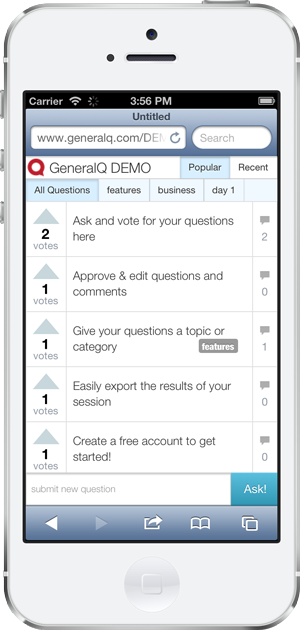 Carrier 3:56 PM
Untitled
www.generalq.com/DEM
Search
GeneralQ DEMO Popular Recent
All Questions features business day 1
2
votes
Ask and vote for your questions
here
2
1
votes
Approve & edit questions and
comments
0
1
votes
Give your questions a topic or
category features
1
1
votes
Easily export the results of your
session
0
1
votes
Create a free account to get
started!
0
submit new question Ask!